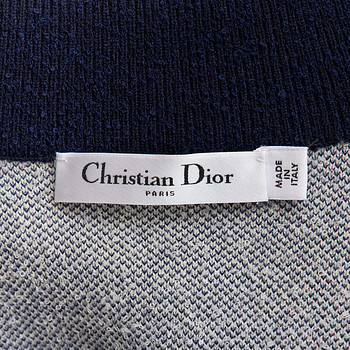 Christian Dior
PARIS
MADE
IN
ITALY